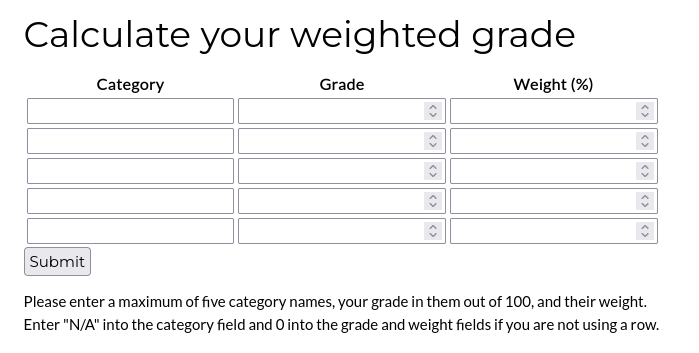 Calculate your weighted grade
Category Grade Weight (%)
Submit
Please enter a maximum of five category names, your grade in them out of 100, and their weight.
Enter "N/A" into the category field and 0 into the grade and weight fields if you are not using a row.